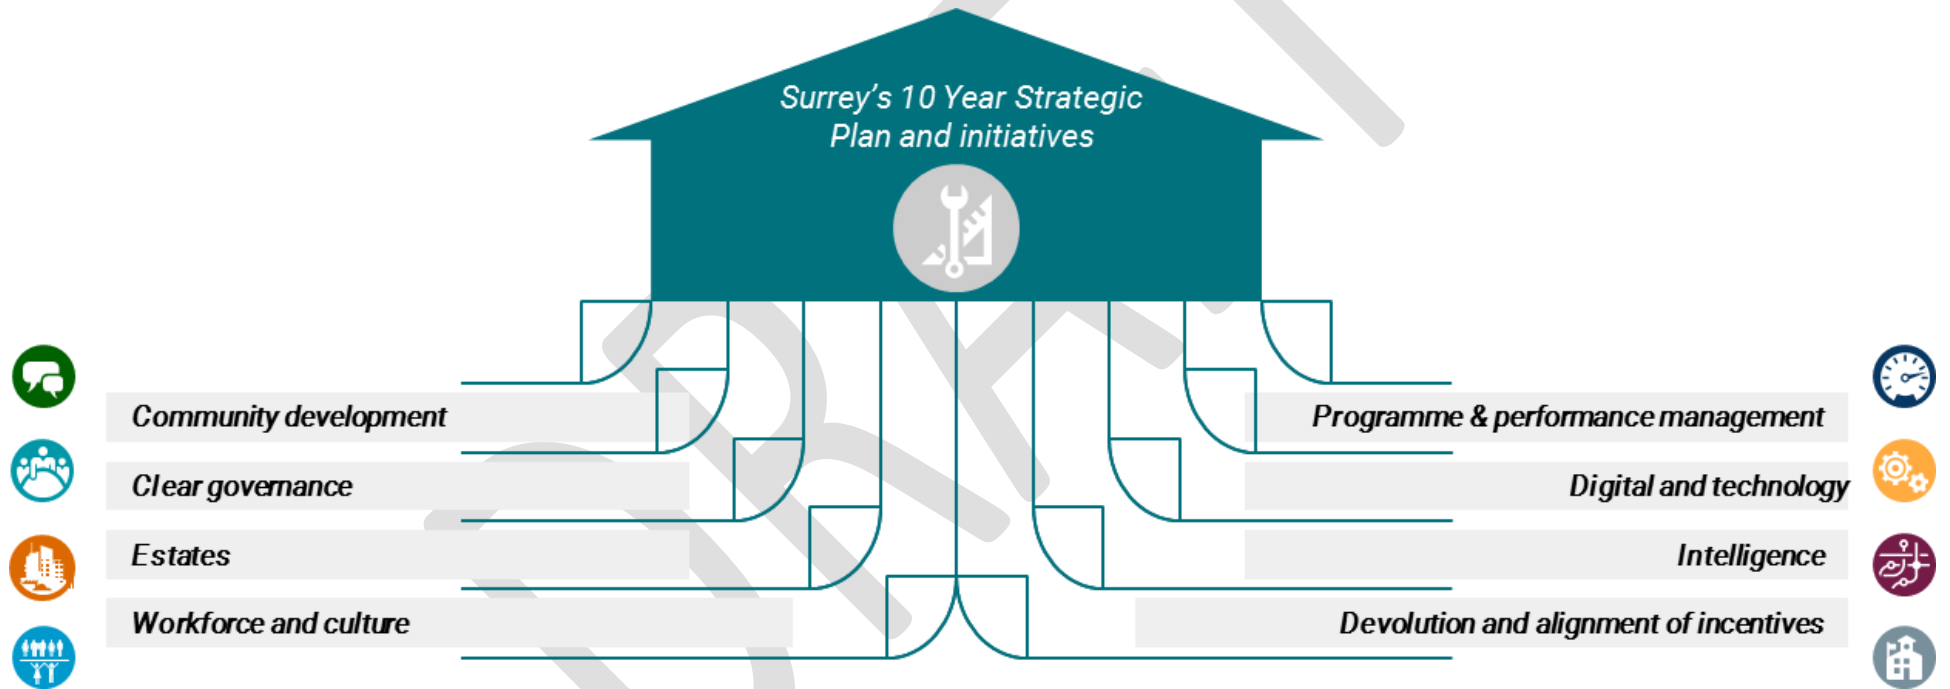 Surrey's 10 Year Strategic
Plan and initiatives
Community development
Clear governance
Estates
Workforce and culture
Programme & performance management
Digital and technology
Intelligence
Devolution and alignment of incentives
DRAFT